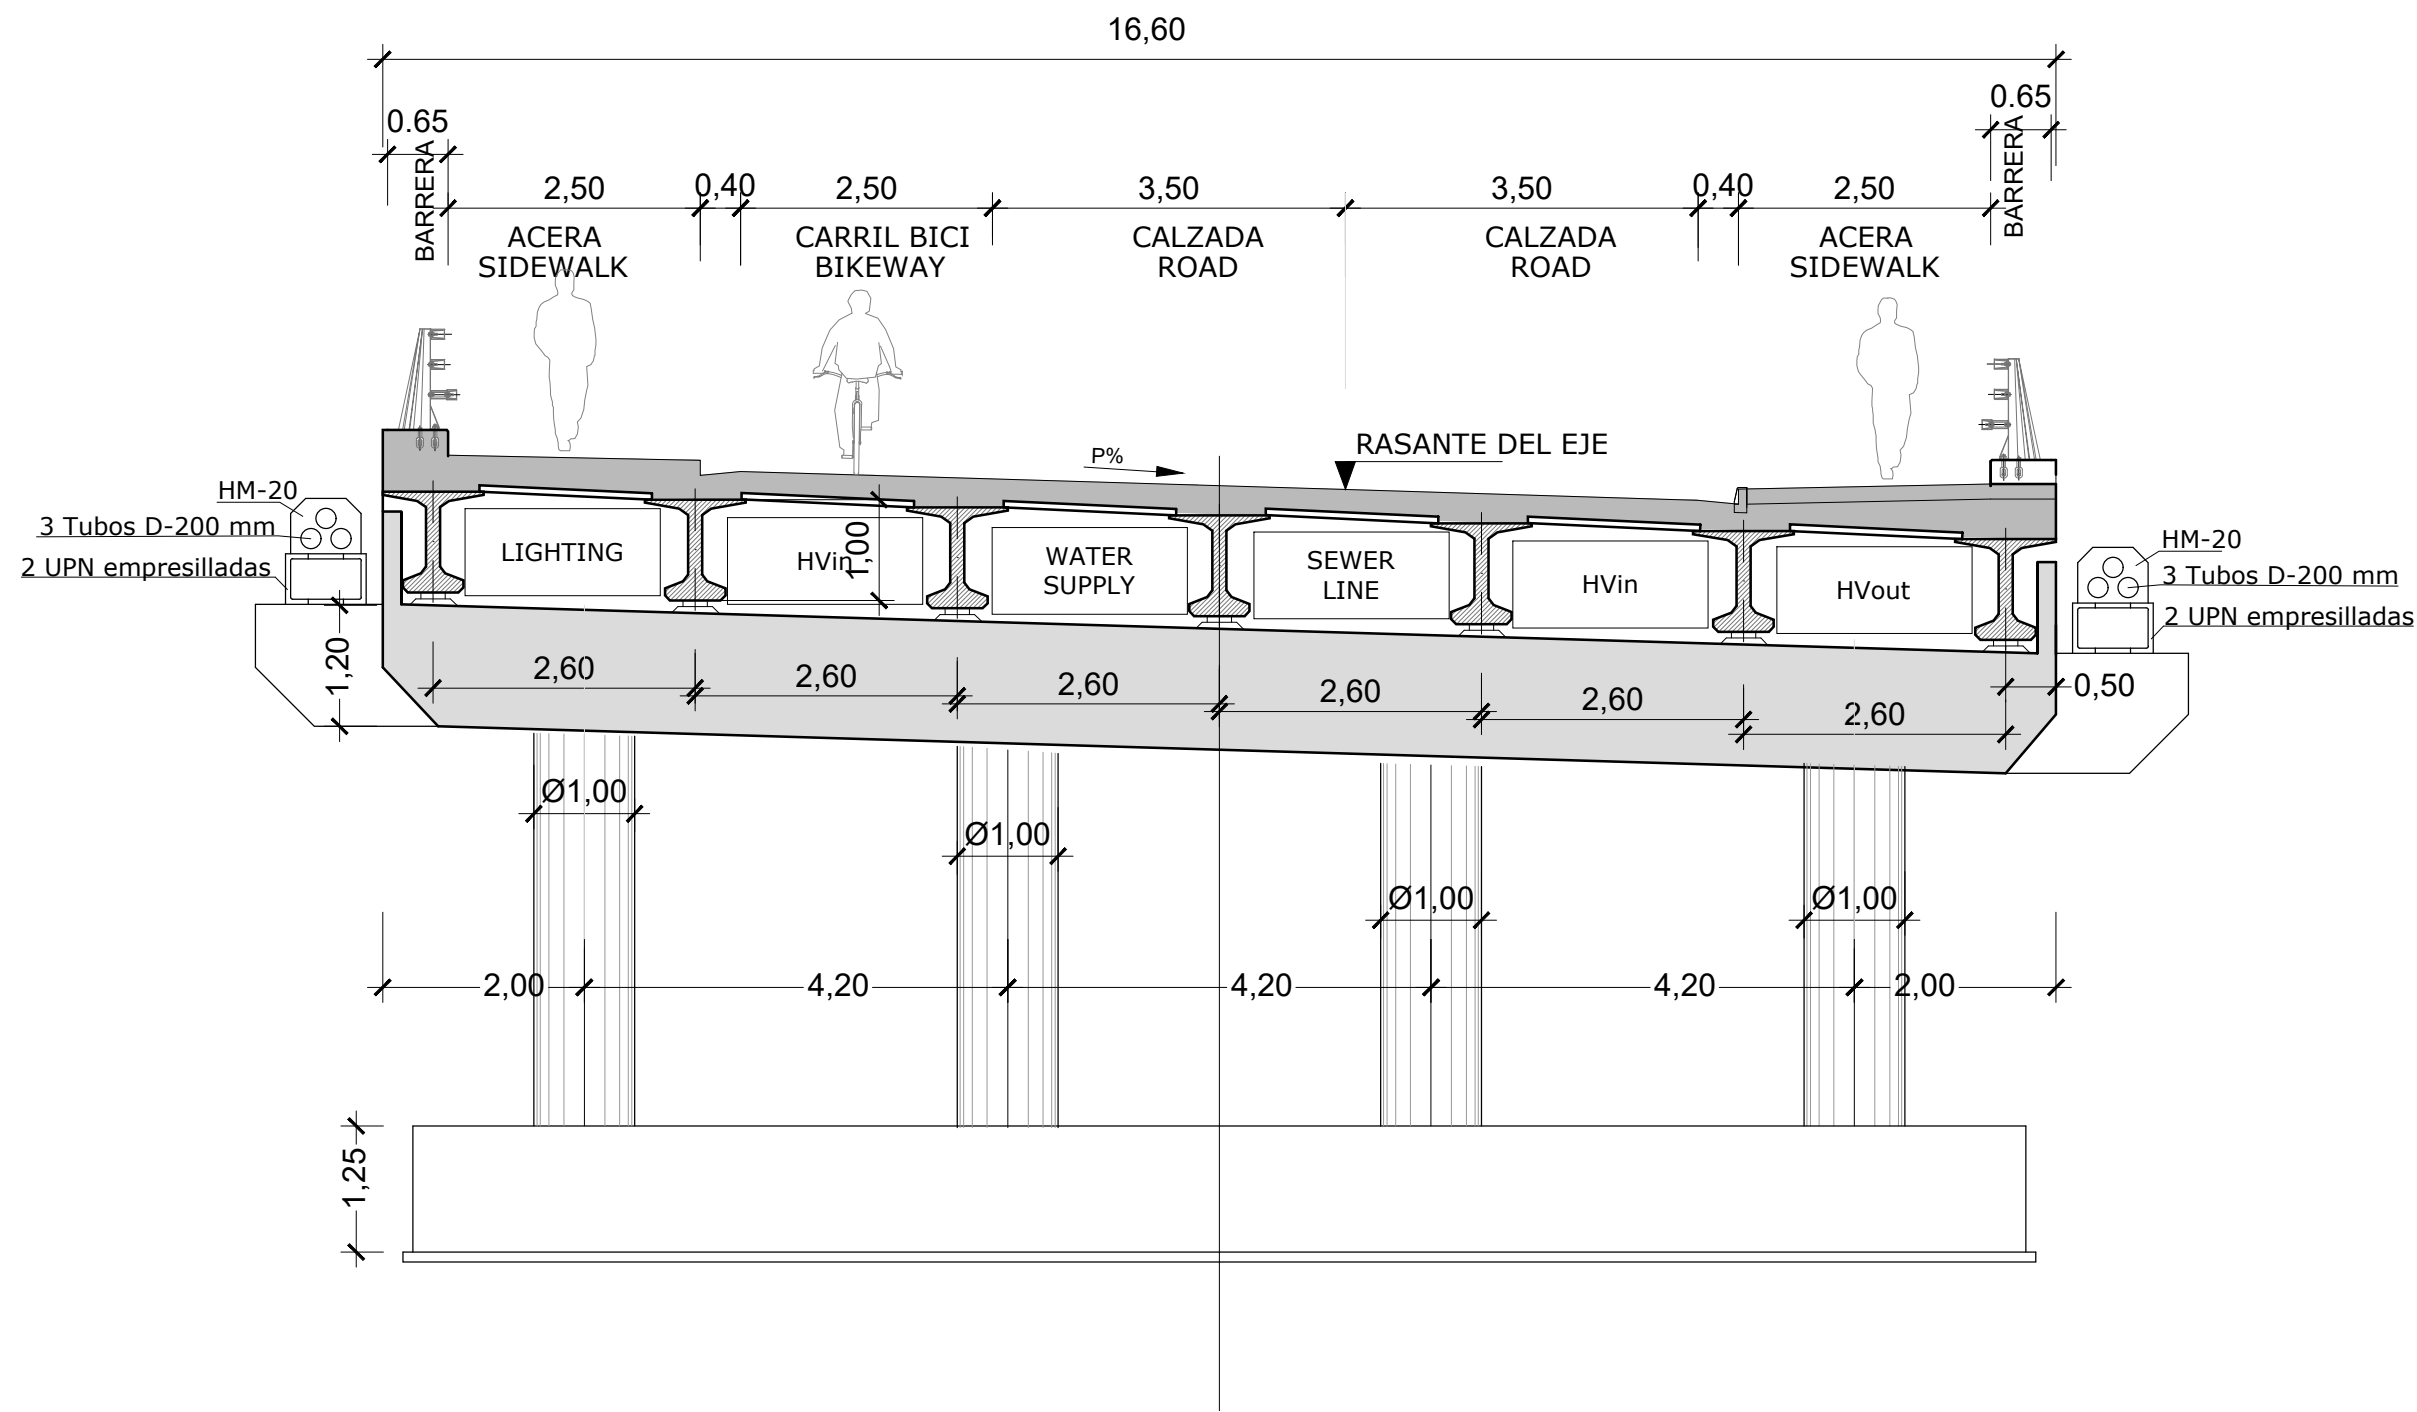 16,60
0.65
0.65
BARRERA
BARRERA
2,50
0,40
2,50
3,50
3,50
0,40
2,50
ACERA
SIDEWALK
CARRIL BICI
BIKEWAY
CALZADA
ROAD
CALZADA
ROAD
ACERA
SIDEWALK
RASANTE DEL EJE
P%
HM-20
3 Tubos D-200 mm
2 UPN empresilladas
LIGHTING
HVin
1,00
WATER
SUPPLY
SEWER
LINE
HVin
HVout
HM-20
3 Tubos D-200 mm
2 UPN empresilladas
1,20
2,60
2,60
2,60
2,60
2,60
2,60
0,50
Ø1,00
Ø1,00
Ø1,00
Ø1,00
2,00
4,20
4,20
4,20
2,00
1,25